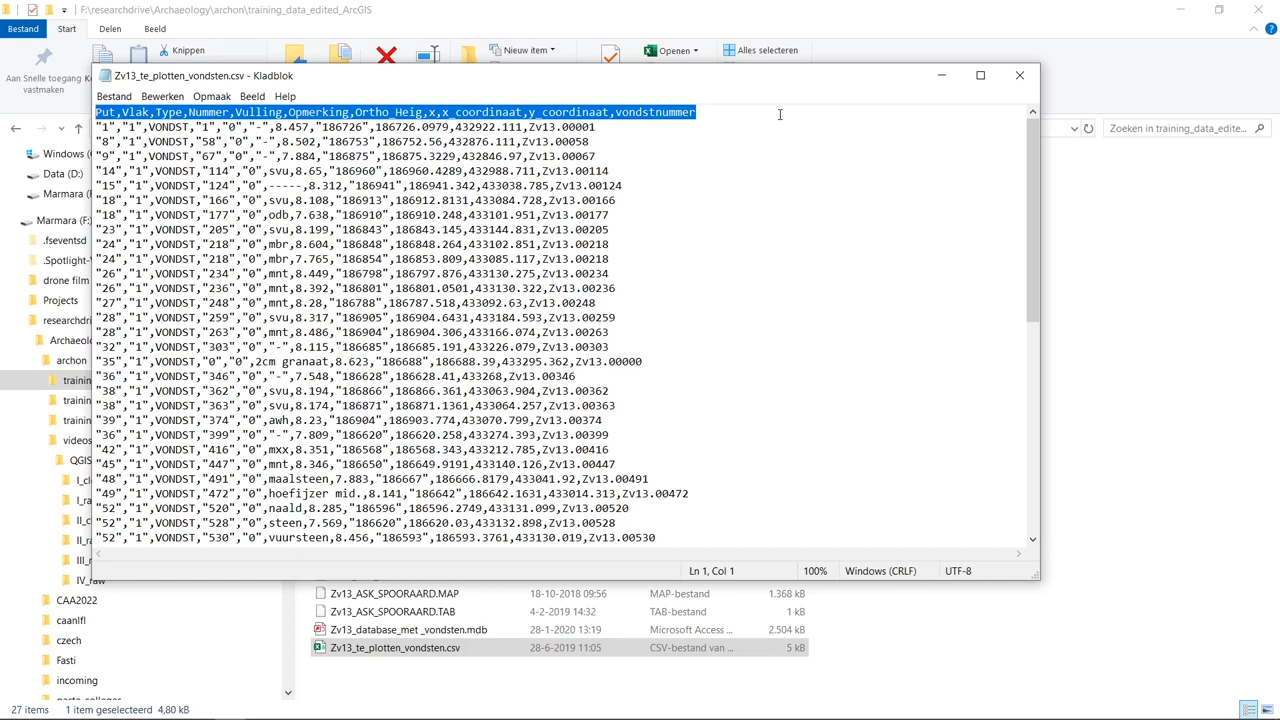 F:\researchdrive\Archaeology\archon\training_data_edited_ArcGIS
Bestand
Start
Delen
Beeld
Knippen
Nieuw item
Openen
Alles selecteren
Aan Snelle toegang
vastmaken
Zv13_te_plotten_vondsten.csv - Kladblok
Bestand Bewerken Opmaak Beeld Help
Put,Vlak,Type,Nummer,Vulling,Opmerking,Ortho_Heig,x,x_coordinaat,y_coordinaat,vondstnummer
"1","1",VONDST,"1","0","-",8.457,"186726",186726.0979,432922.111,Zv13.00001
"8","1",VONDST,"58","0","-",8.502,"186753",186752.56,432876.111,Zv13.00058
"9","1",VONDST,"67","0","-",7.884,"186875",186875.3229,432846.97,Zv13.00067
"14","1",VONDST,"114","0",svu,8.65,"186960",186960.4289,432988.711,Zv13.00114
"15","1",VONDST,"124","0",-----,8.312,"186941",186941.342,433038.785,Zv13.00124
"18","1",VONDST,"166","0",svu,8.108,"186913",186912.8131,433084.728,Zv13.00166
"18","1",VONDST,"177","0",odb,7.638,"186910",186910.248,433101.951,Zv13.00177
"23","1",VONDST,"205","0",svu,8.199,"186843",186843.145,433144.831,Zv13.00205
"24","1",VONDST,"218","0",mbr,8.604,"186848",186848.264,433102.851,Zv13.00218
"24","1",VONDST,"218","0",mbr,7.765,"186854",186853.809,433085.117,Zv13.00218
"26","1",VONDST,"234","0",mnt,8.449,"186798",186797.876,433130.275,Zv13.00234
"26","1",VONDST,"236","0",mnt,8.392,"186801",186801.0501,433130.322,Zv13.00236
"27","1",VONDST,"248","0",mnt,8.28,"186788",186787.518,433092.63,Zv13.00248
"28","1",VONDST,"259","0",svu,8.317,"186905",186904.6431,433184.593,Zv13.00259
"28","1",VONDST,"263","0",mnt,8.486,"186904",186904.306,433166.074,Zv13.00263
"32","1",VONDST,"303","0","-",8.115,"186685",186685.191,433226.079,Zv13.00303
"35","1",VONDST,"0","0",2cm granaat,8.623,"186688",186688.39,433295.362,Zv13.00000
"36","1",VONDST,"346","0","-",7.548,"186628",186628.41,433268,Zv13.00346
"38","1",VONDST,"362","0",svu,8.194,"186866",186866.361,433063.904,Zv13.00362
"38","1",VONDST,"363","0",svu,8.174,"186871",186871.1361,433064.257,Zv13.00363
"39","1",VONDST,"374","0",awh,8.23,"186904",186903.774,433070.799,Zv13.00374
"36","1",VONDST,"399","0","-",7.809,"186620",186620.258,433274.393,Zv13.00399
"42","1",VONDST,"416","0",mxx,8.351,"186568",186568.343,433212.785,Zv13.00416
"45","1",VONDST,"447","0",mnt,8.346,"186650",186649.9191,433140.126,Zv13.00447
"48","1",VONDST,"491","0",maalsteen,7.883,"186667",186666.8179,433041.92,Zv13.00491
"49","1",VONDST,"472","0",hoefijzer mid.,8.141,"186642",186642.1631,433014.313,Zv13.00472
"52","1",VONDST,"520","0",naald,8.285,"186596",186596.2749,433131.099,Zv13.00520
"52","1",VONDST,"528","0",steen,7.569,"186620",186620.03,433132.898,Zv13.00528
"52","1",VONDST,"530","0",vuursteen,8.456,"186593",186593.3761,433130.019,Zv13.00530
Ln 1, Col 1
100%
Windows (CRLF)
UTF-8
Zoeken in training_data_edite...
Windows (
Data (D:)
Marmara (
Marmara (F:
.fseventsd
.Spotlight-
drone film
Projects
research
Archaeol
archon
training
training
training
videos
QGIS
I_cl
I_ra
II_c
II_ra
III_r
IV_raw
CAA2022
caanlfl
czech
Fasti
incoming
Zv13_ASK_SPOORAARD.MAP 18-10-2018 09:56 MAP-bestand 1.368 kB
Zv13_ASK_SPOORAARD.TAB 4-2-2019 14:32 TAB-bestand 1 kB
Zv13_database_met _vondsten.mdb 28-1-2020 13:19 Microsoft Access ... 2.504 kB
Zv13_te_plotten_vondsten.csv 28-6-2019 11:05 CSV-bestand van ... 5 kB
27 items 1 item geselecteerd 4,80 kB